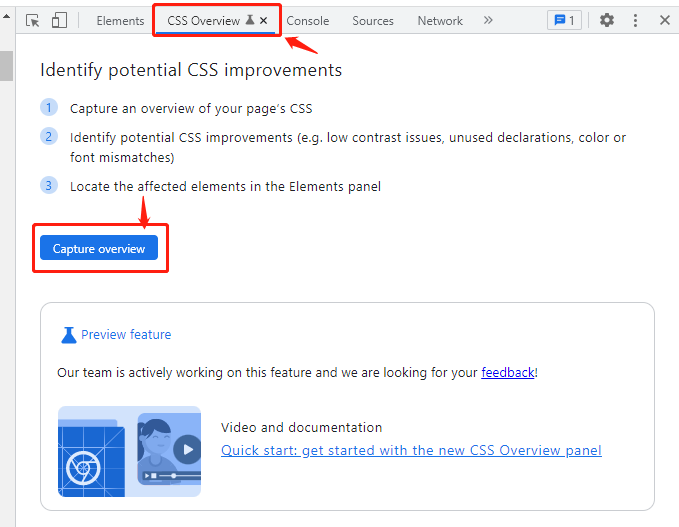 Elements CSS Overview Console Sources Network 1
Identify potential CSS improvements
1 Capture an overview of your page's CSS
2 Identify potential CSS improvements (e.g. low contrast issues, unused declarations, color or
font mismatches)
3 Locate the affected elements in the Elements panel
Capture overview
Preview feature
Our team is actively working on this feature and we are looking for your feedback!
Video and documentation
Quick start: get started with the new CSS Overview panel